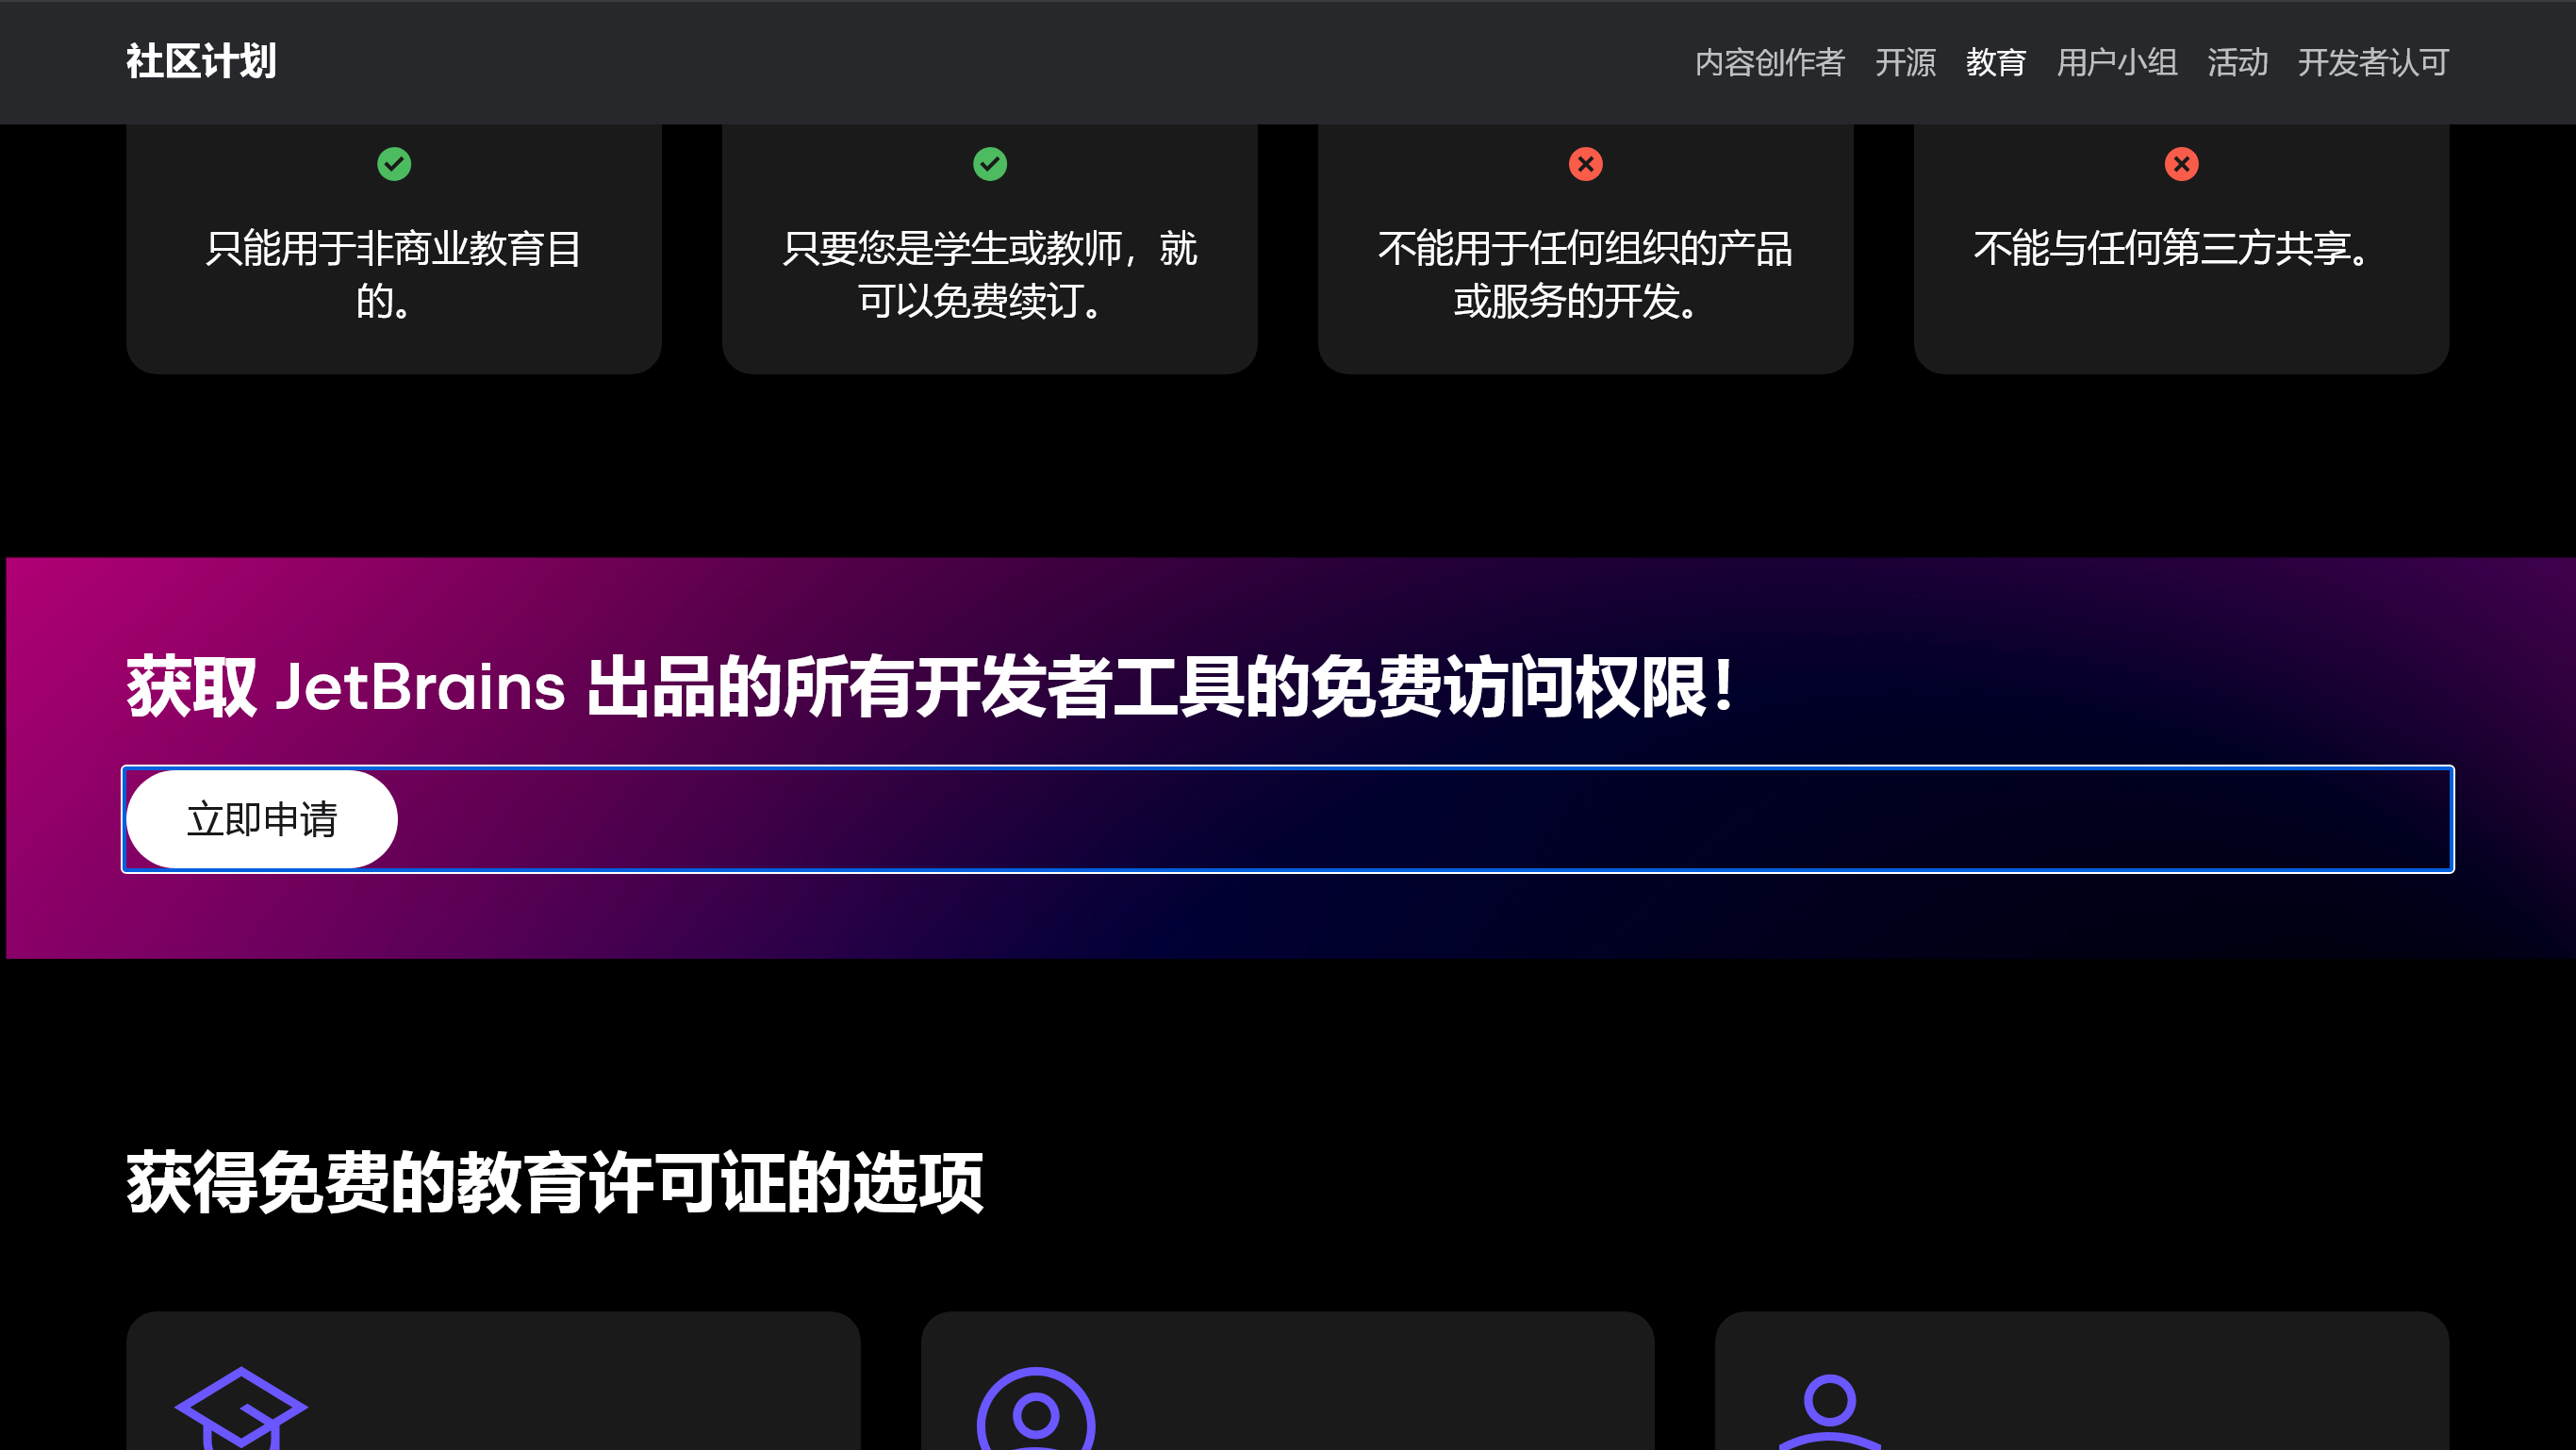 社区计划
内容创作者 开源 教育 用户小组 活动 开发者认可
只能用于非商业教育目
的。
只要您是学生或教师，就
可以免费续订。
不能用于任何组织的产品
或服务的开发。
不能与任何第三方共享。
获取 JetBrains 出品的所有开发者工具的免费访问权限！
立即申请
获得免费的教育许可证的选项